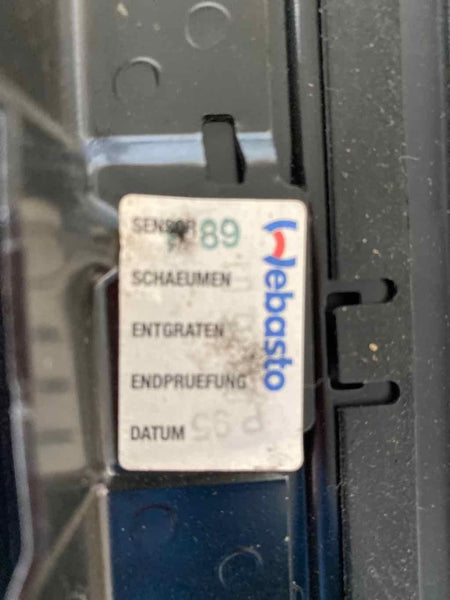 SENSOR 89
SCHAEUMEN
ENTGRATEN
ENDPRUEFUNG
DATUM
Webasto